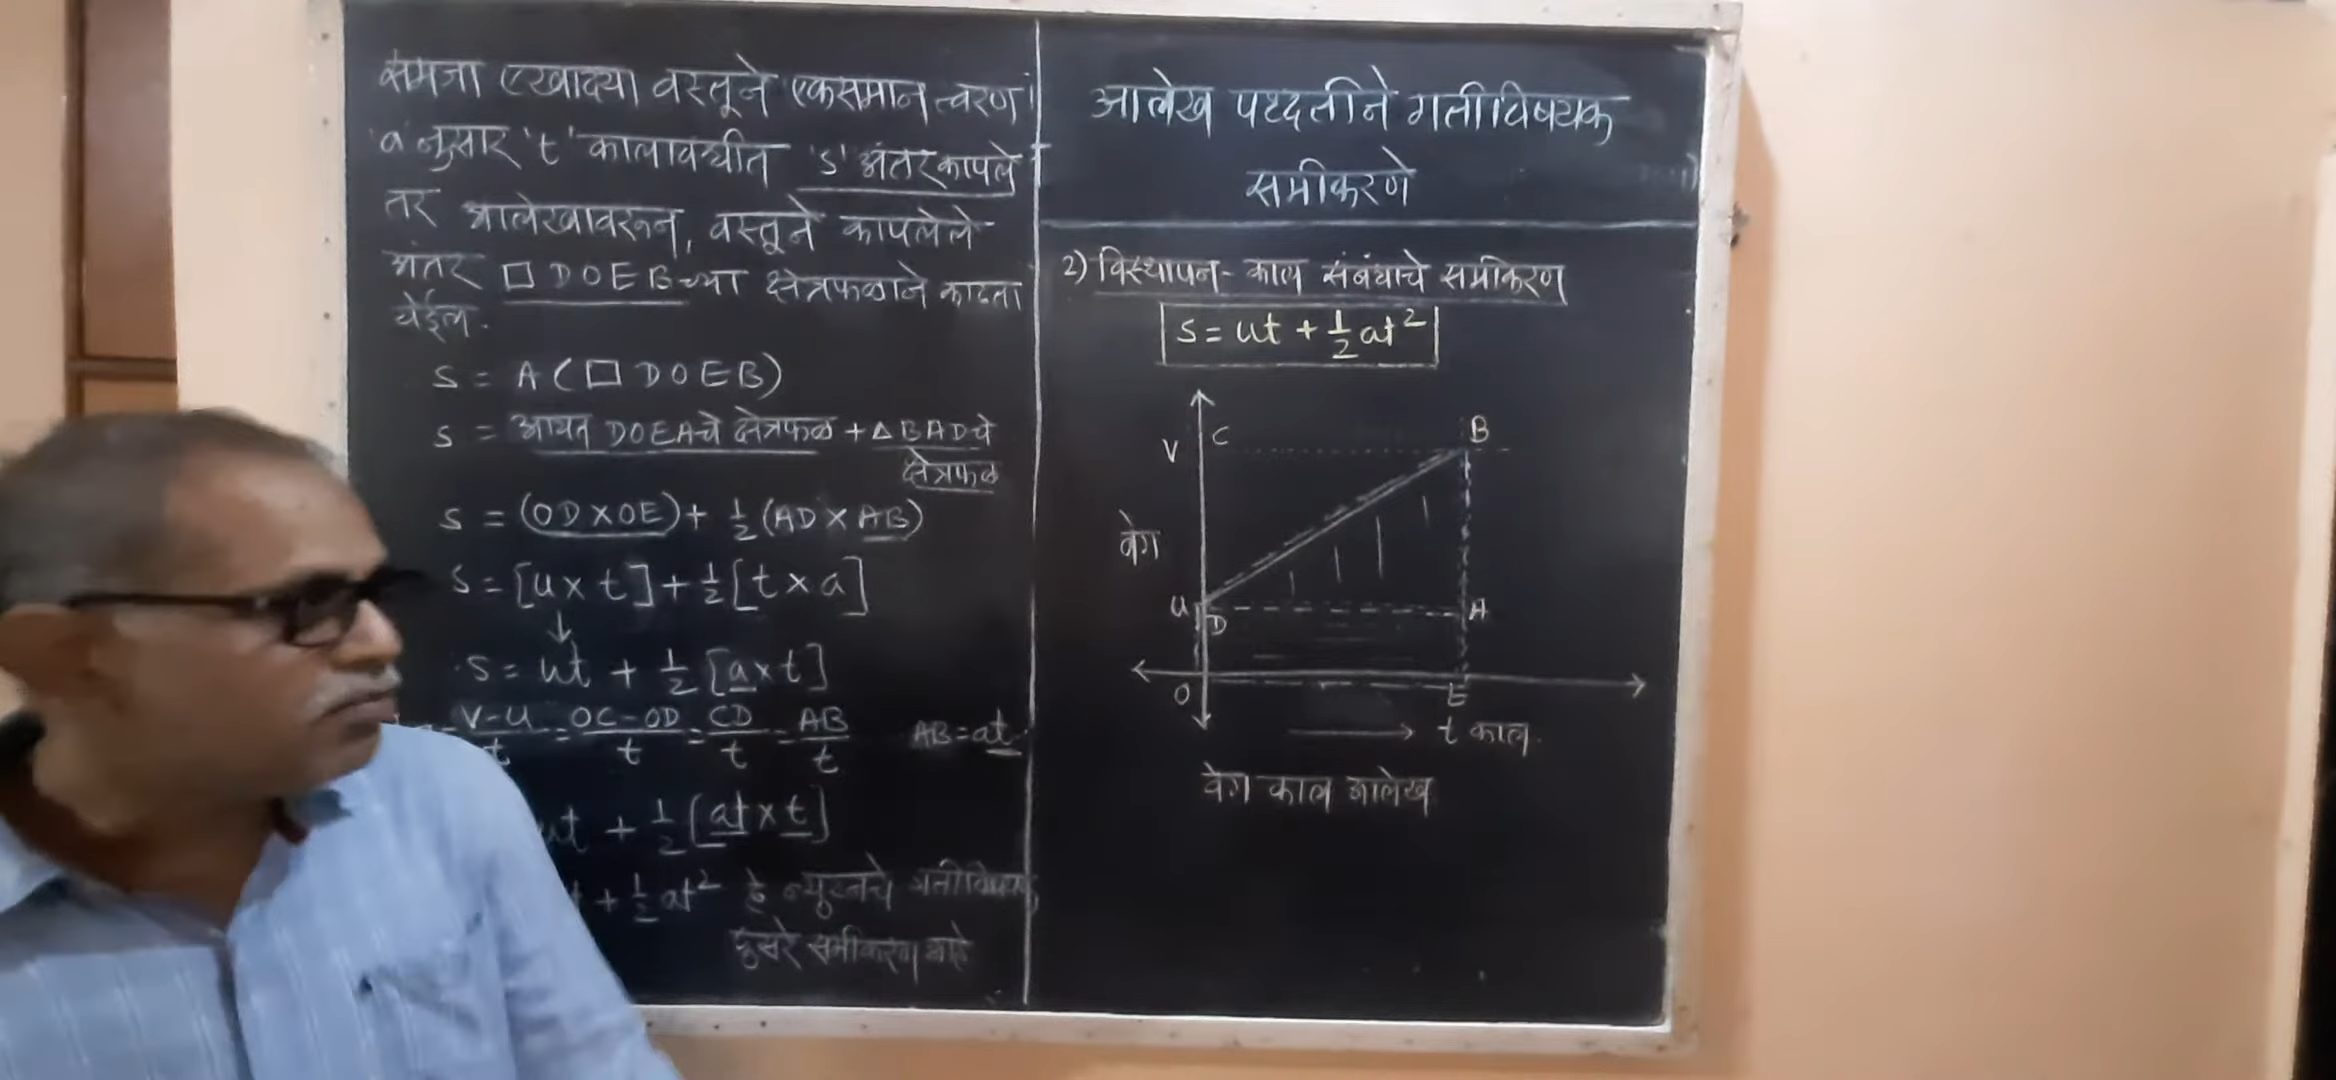 समजा एखाद्या वस्तूने एकसमान त्वरण
'a' नुसार 't' कालावधीत 's' अंतर कापले
तर आलेखावरून, वस्तूने कापलेले
अंतर □DOEB च्या क्षेत्रफळाने काढता
येईल.
S = A (□ DOEB)
S = आयत DOEA चे क्षेत्रफळ + △ BAD चे
क्षेत्रफळ
S = (OD × OE) + 1/2 (AD × AB)
S = [u × t] + 1/2 [t × a]
↓
S = ut + 1/2 [a × t]
= V-U/t = OC-OD/t = CD/t = AB/t AB = at
ut + 1/2 [at × t]
t + 1/2 at² हे न्युटनचे गतीविषयक
दुसरे समीकरण आहे
आलेख पध्दतीने गतीविषयक
समीकरणे
2) विस्थापन - काल संबंधाचे समीकरण
S = ut + 1/2 at²
V C B
वेग
U D A
O E
→ t काल.
वेग काल आलेख